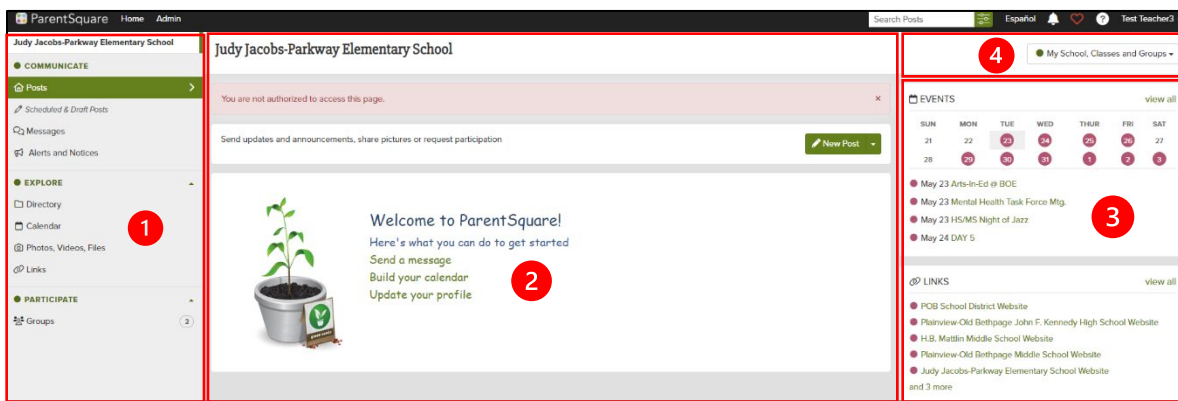 ParentSquare Home Admin Search Posts Español ? Test Teacher3
Judy Jacobs-Parkway Elementary School
COMMUNICATE
Posts
Scheduled & Draft Posts
Messages
Alerts and Notices
EXPLORE
Directory
Calendar
Photos, Videos, Files
Links
PARTICIPATE
Groups 2
1
Judy Jacobs-Parkway Elementary School
You are not authorized to access this page. ×
Send updates and announcements, share pictures or request participation
New Post
Welcome to ParentSquare!
Here's what you can do to get started
Send a message
Build your calendar
Update your profile
2
4
My School, Classes and Groups
EVENTS view all
SUN MON TUE WED THUR FRI SAT
21 22 23 24 25 26 27
28 29 30 31 1 2 3
May 23 Arts-In-Ed @ BOE
May 23 Mental Health Task Force Mtg.
May 23 HS/MS Night of Jazz
May 24 DAY 5
3
LINKS view all
POB School District Website
Plainview-Old Bethpage John F. Kennedy High School Website
H.B. Mattlin Middle School Website
Plainview-Old Bethpage Middle School Website
Judy Jacobs-Parkway Elementary School Website
and 3 more